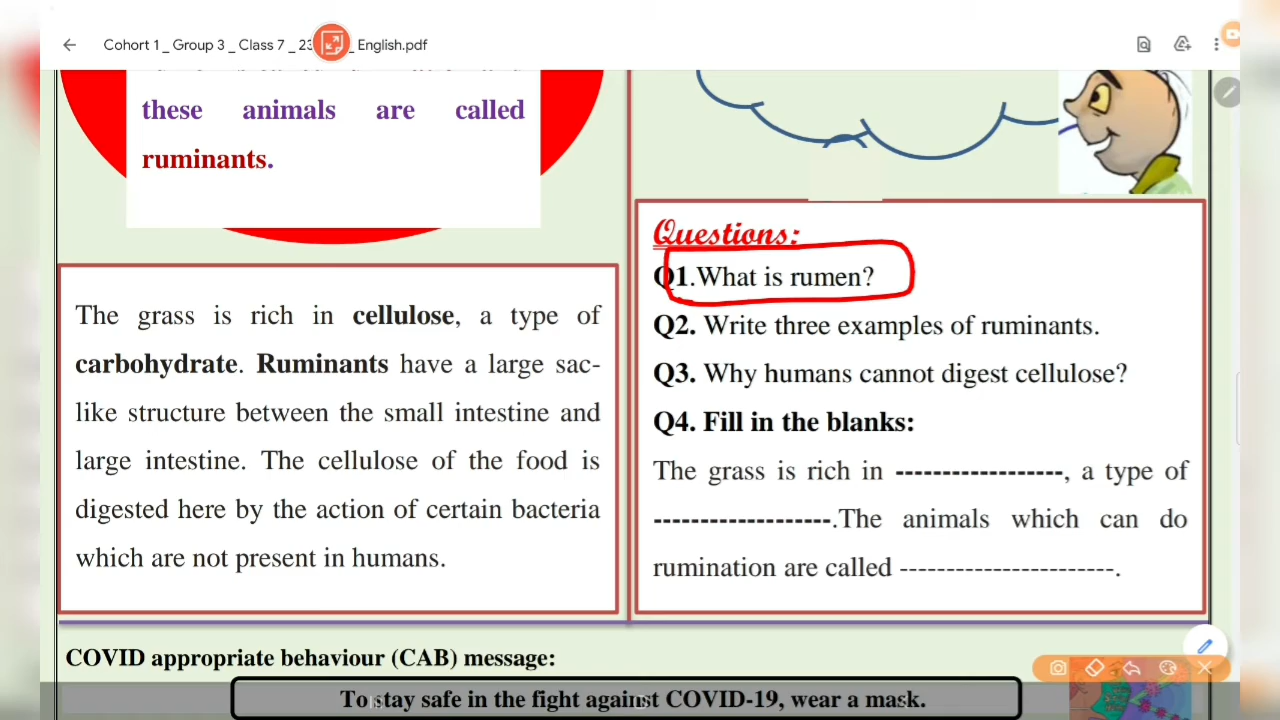 Cohort 1 _ Group 3 _ Class 7 _ 23 _ English.pdf
these animals are called
ruminants.
The grass is rich in cellulose, a type of
carbohydrate. Ruminants have a large sac-
like structure between the small intestine and
large intestine. The cellulose of the food is
digested here by the action of certain bacteria
which are not present in humans.
Questions:
Q1.What is rumen?
Q2. Write three examples of ruminants.
Q3. Why humans cannot digest cellulose?
Q4. Fill in the blanks:
The grass is rich in ------------------, a type of
-------------------.The animals which can do
rumination are called -----------------------.
COVID appropriate behaviour (CAB) message:
To stay safe in the fight against COVID-19, wear a mask.